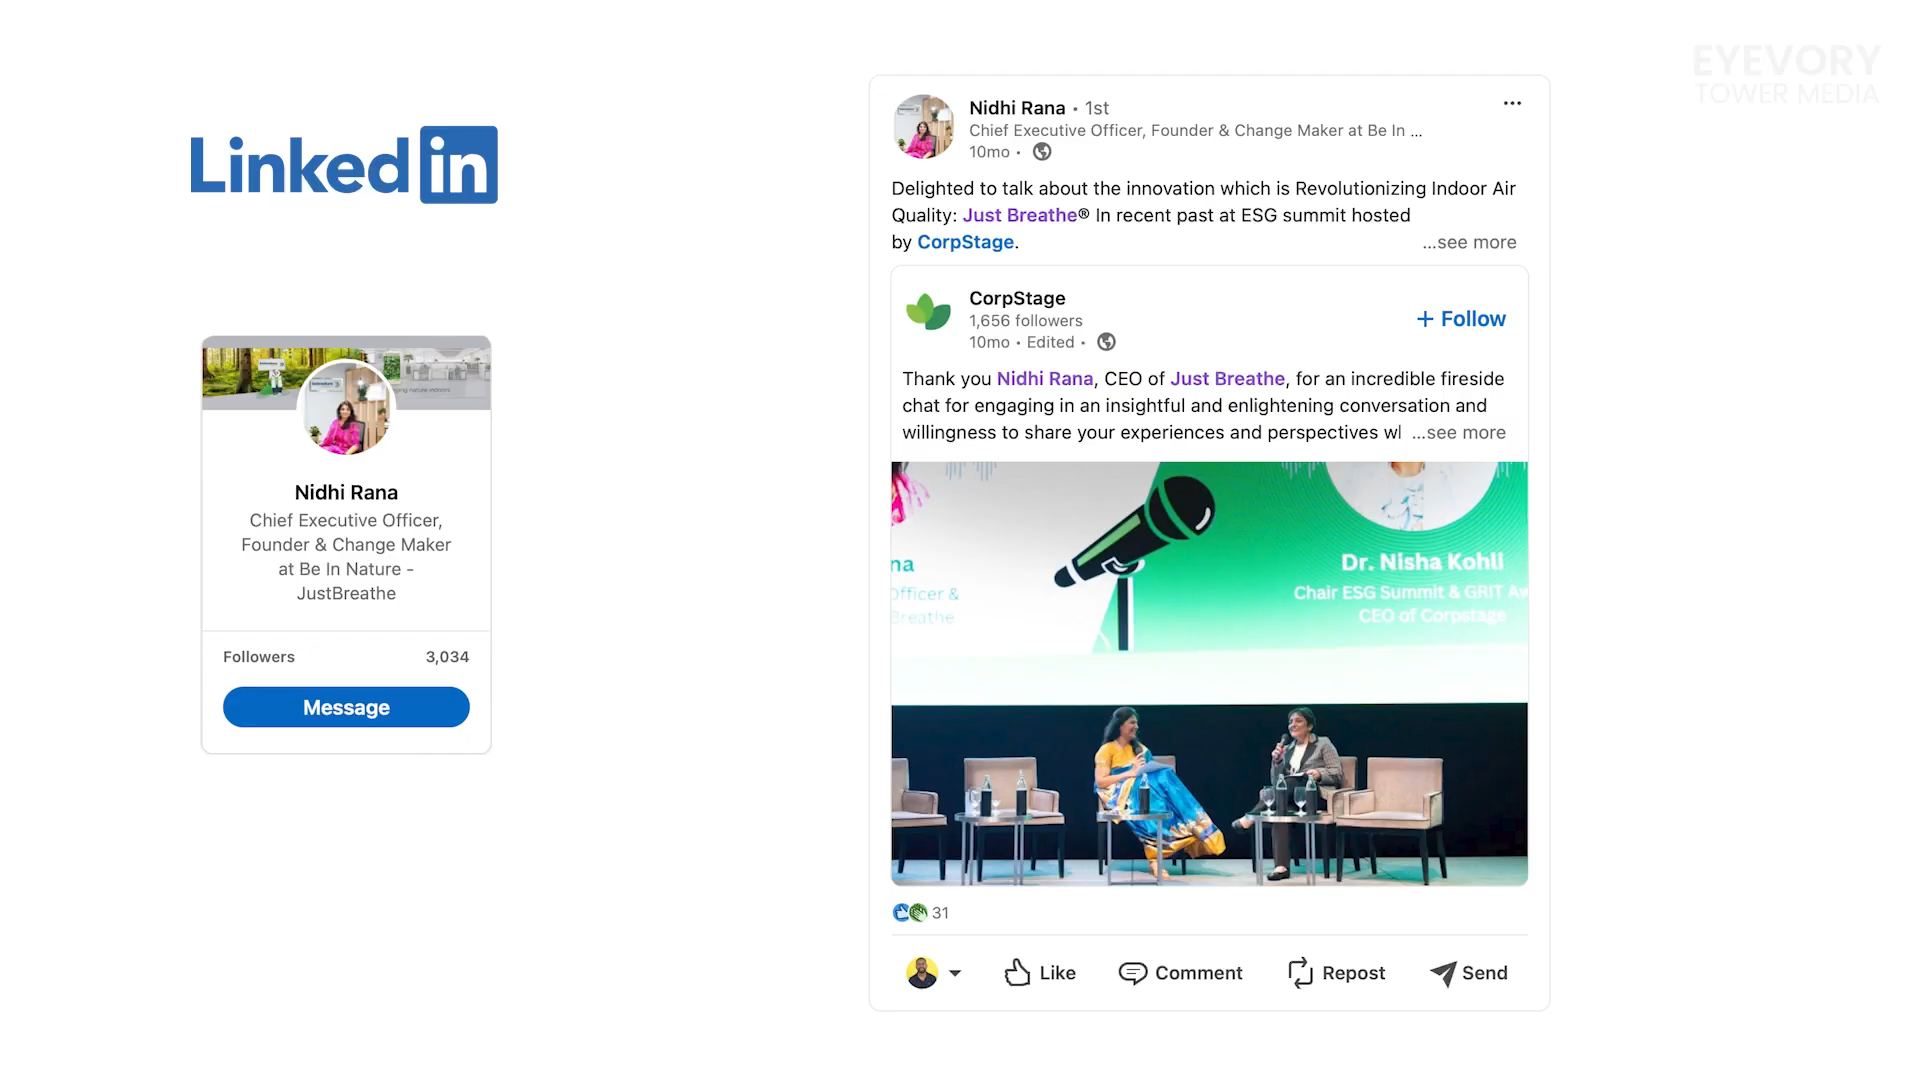 EYEVORY
TOWER MEDIA
Linked in
Nidhi Rana
Chief Executive Officer,
Founder & Change Maker
at Be In Nature -
JustBreathe
Followers 3,034
Message
Nidhi Rana • 1st
Chief Executive Officer, Founder & Change Maker at Be In ...
10mo •
Delighted to talk about the innovation which is Revolutionizing Indoor Air
Quality: Just Breathe® In recent past at ESG summit hosted
by CorpStage. ...see more
CorpStage
1,656 followers
10mo • Edited •
+ Follow
Thank you Nidhi Rana, CEO of Just Breathe, for an incredible fireside
chat for engaging in an insightful and enlightening conversation and
willingness to share your experiences and perspectives wl ...see more
na
Officer &
Breathe
Dr. Nisha Kohli
Chair ESG Summit & GRIT Aw
CEO of Corpstage
31
Like Comment Repost Send